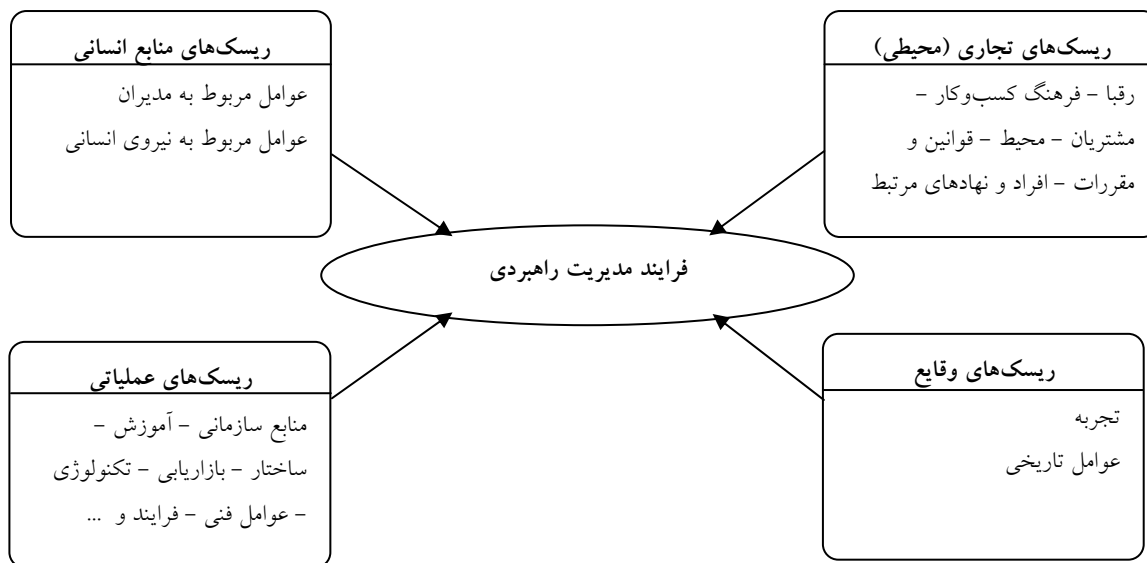 ریسک‌های تجاری (محیطی)
رقبا – فرهنگ کسب‌وکار –
مشتریان – محیط – قوانین و
مقررات – افراد و نهادهای مرتبط
ریسک‌های منابع انسانی
عوامل مربوط به مدیران
عوامل مربوط به نیروی انسانی
فرایند مدیریت راهبردی
ریسک‌های وقایع
تجربه
عوامل تاریخی
ریسک‌های عملیاتی
منابع سازمانی – آموزش –
ساختار – بازاریابی – تکنولوژی
– عوامل فنی – فرایند و ...